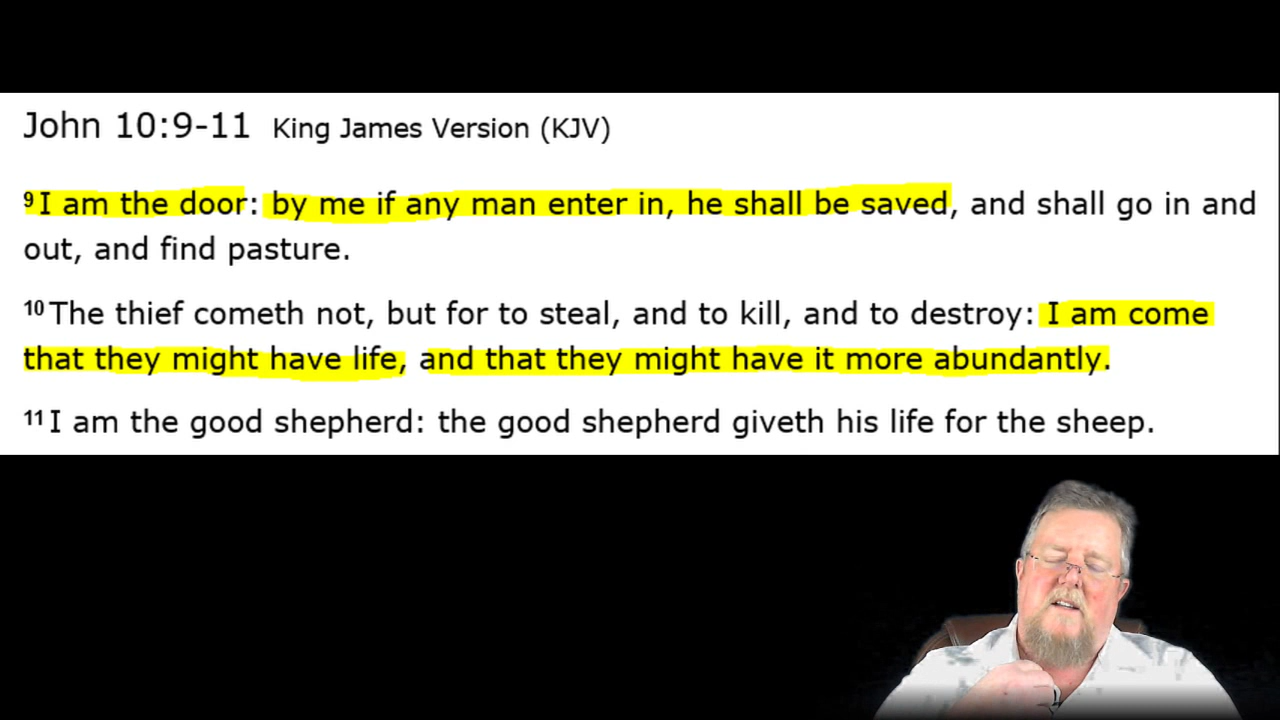 John 10:9-11 King James Version (KJV)
9 I am the door: by me if any man enter in, he shall be saved, and shall go in and
out, and find pasture.
10 The thief cometh not, but for to steal, and to kill, and to destroy: I am come
that they might have life, and that they might have it more abundantly.
11 I am the good shepherd: the good shepherd giveth his life for the sheep.